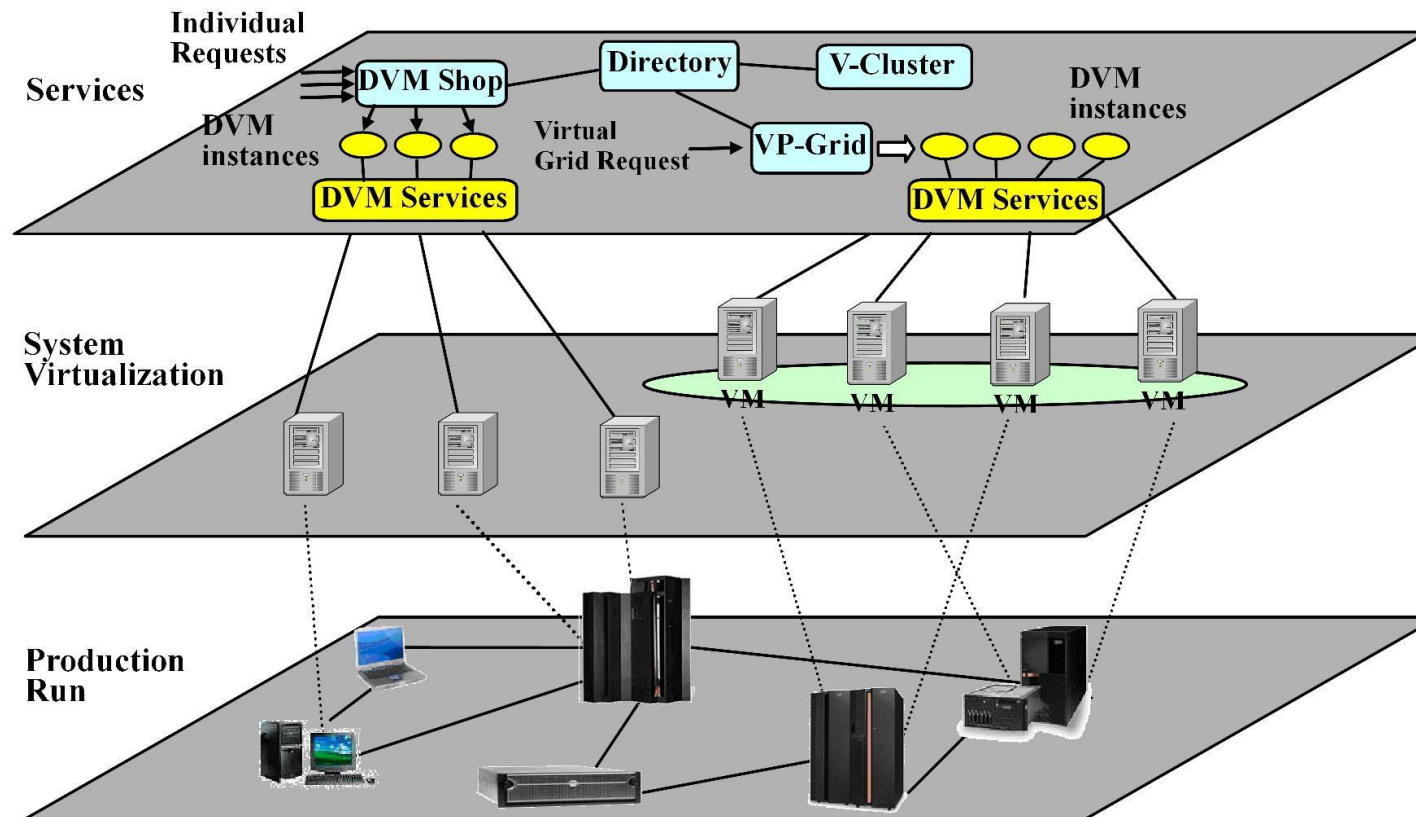 Individual
Requests
Services
DVM Shop
Directory
V-Cluster
DVM
instances
DVM
instances
Virtual
Grid Request
VP-Grid
DVM Services
DVM Services
System
Virtualization
VM
VM
VM
VM
Production
Run